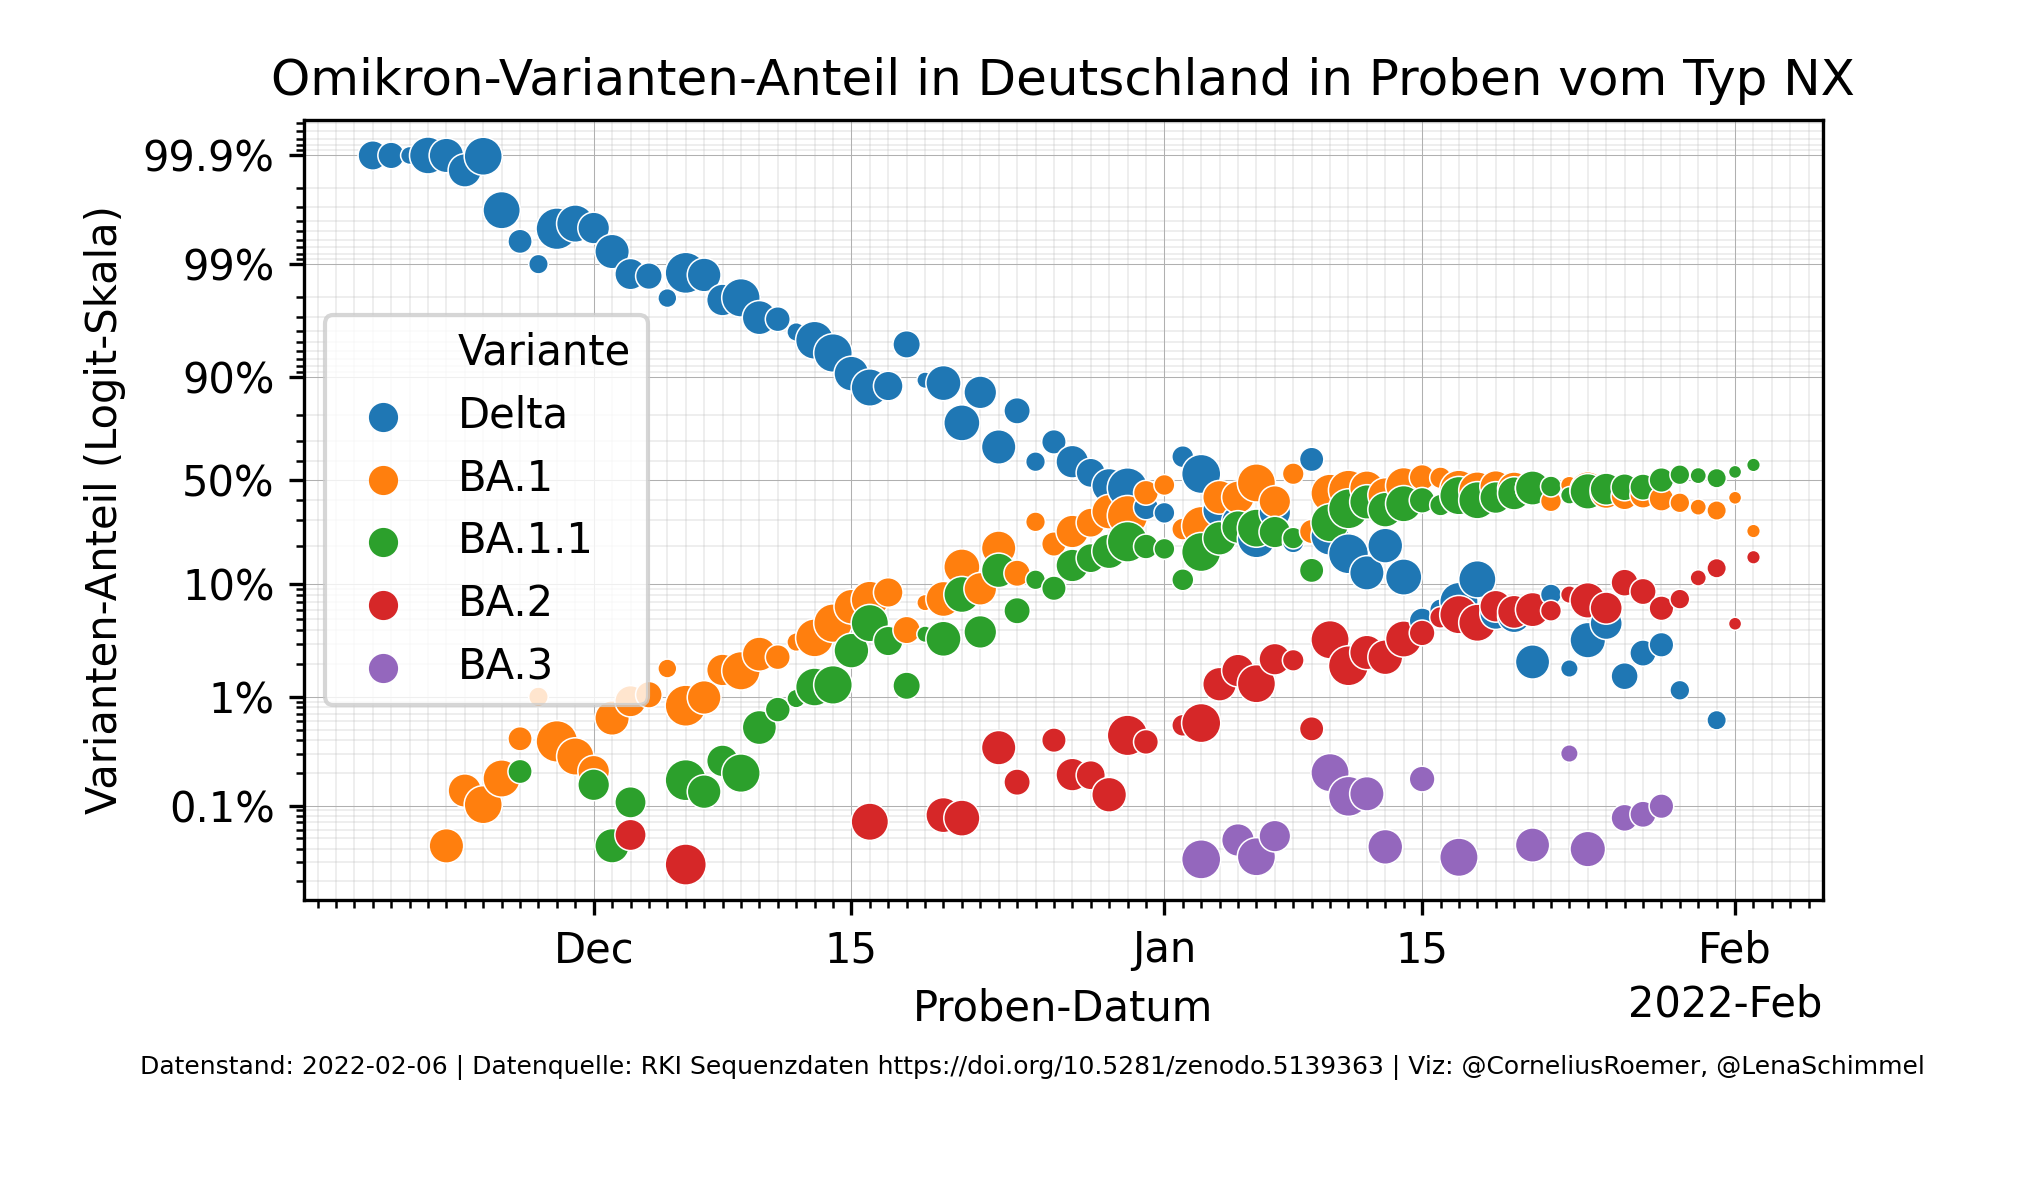 Omikron-Varianten-Anteil in Deutschland in Proben vom Typ NX
Varianten-Anteil (Logit-Skala)
99.9%
99%
90%
50%
10%
1%
0.1%
Variante
Delta
BA.1
BA.1.1
BA.2
BA.3
Dec 15 Jan 15 Feb
Proben-Datum
2022-Feb
Datenstand: 2022-02-06 | Datenquelle: RKI Sequenzdaten https://doi.org/10.5281/zenodo.5139363 | Viz: @CorneliusRoemer, @LenaSchimmel